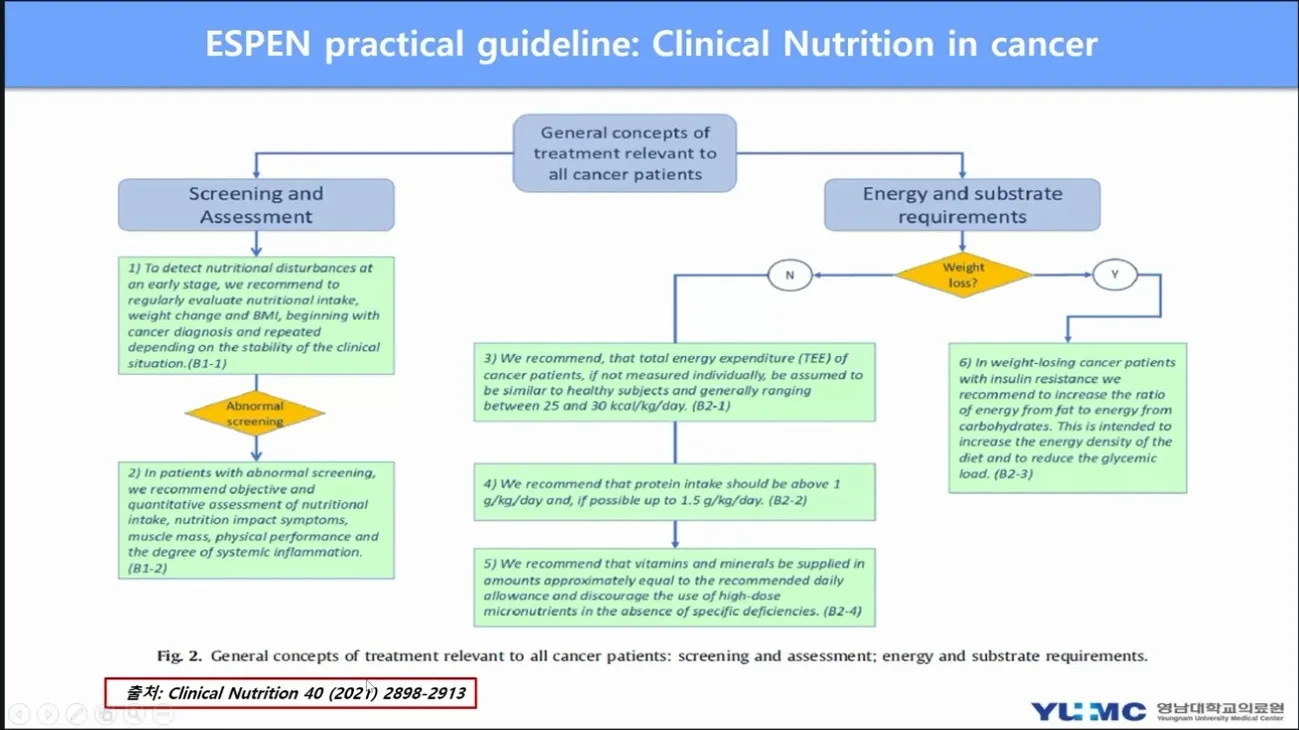 ESPEN practical guideline: Clinical Nutrition in cancer
General concepts of
treatment relevant to
all cancer patients
Screening and
Assessment
1) To detect nutritional disturbances at
an early stage, we recommend to
regularly evaluate nutritional intake,
weight change and BMI, beginning with
cancer diagnosis and repeated
depending on the stability of the clinical
situation.(B1-1)
Abnormal
screening
2) In patients with abnormal screening,
we recommend objective and
quantitative assessment of nutritional
intake, nutrition impact symptoms,
muscle mass, physical performance and
the degree of systemic inflammation.
(B1-2)
Energy and substrate
requirements
Weight
loss?
N
Y
3) We recommend, that total energy expenditure (TEE) of
cancer patients, if not measured individually, be assumed to
be similar to healthy subjects and generally ranging
between 25 and 30 kcal/kg/day. (B2-1)
4) We recommend that protein intake should be above 1
g/kg/day and, if possible up to 1.5 g/kg/day. (B2-2)
5) We recommend that vitamins and minerals be supplied in
amounts approximately equal to the recommended daily
allowance and discourage the use of high-dose
micronutrients in the absence of specific deficiencies. (B2-4)
6) In weight-losing cancer patients
with insulin resistance we
recommend to increase the ratio
of energy from fat to energy from
carbohydrates. This is intended to
increase the energy density of the
diet and to reduce the glycemic
load. (B2-3)
Fig. 2. General concepts of treatment relevant to all cancer patients: screening and assessment; energy and substrate requirements.
출처: Clinical Nutrition 40 (2021) 2898-2913
YUMC 영남대학교의료원
Yeungnam University Medical Center